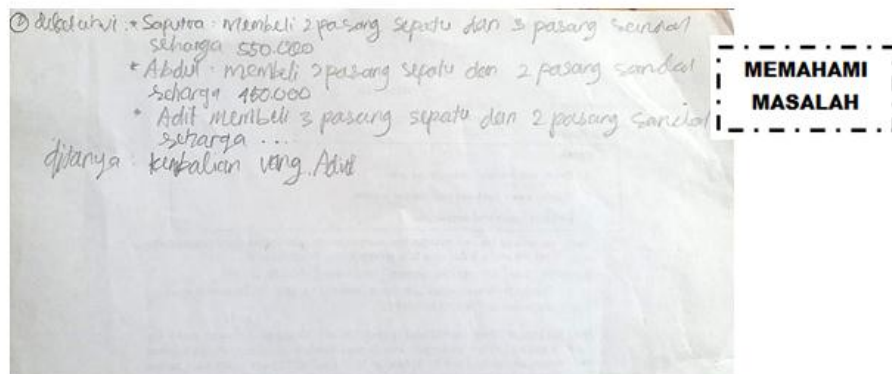 ② diketahui : * Saputra : membeli 2 pasang sepatu dan 3 pasang sandal
seharga 550.000
* Abdul : membeli 2 pasang sepatu dan 2 pasang sandal
seharga 450.000
* Adit membeli 3 pasang sepatu dan 2 pasang sandal
seharga ....
ditanya : kembalian uang Adit
MEMAHAMI
MASALAH